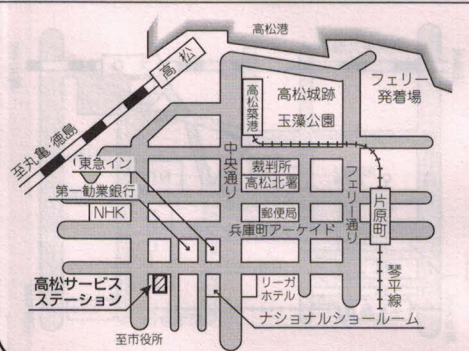 高松港
高松
高松築港
高松城跡
玉藻公園
フェリー
発着場
至丸亀・徳島
東急イン
第一勧業銀行
NHK
中央通り
裁判所
高松北署
郵便局
兵庫町アーケイド
フェリー通り
片原町
琴平線
高松サービス
ステーション
リーガ
ホテル
ナショナルショールーム
至市役所